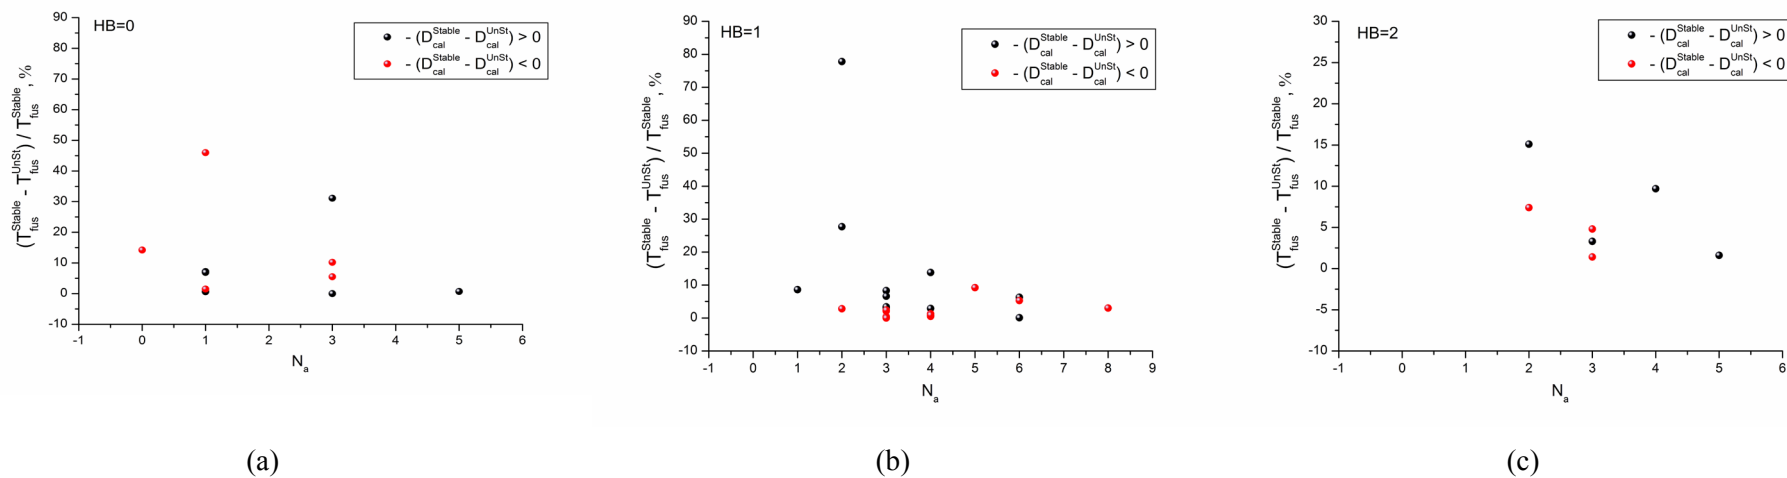 HB=0
- (D_cal^Stable - D_cal^UnSt) > 0
- (D_cal^Stable - D_cal^UnSt) < 0
(T_fus^Stable - T_fus^UnSt) / T_fus^Stable, %
90
80
70
60
50
40
30
20
10
0
-10
-1 0 1 2 3 4 5 6
N_a
(a)
HB=1
- (D_cal^Stable - D_cal^UnSt) > 0
- (D_cal^Stable - D_cal^UnSt) < 0
(T_fus^Stable - T_fus^UnSt) / T_fus^Stable, %
90
80
70
60
50
40
30
20
10
0
-10
-1 0 1 2 3 4 5 6 7 8 9
N_a
(b)
HB=2
- (D_cal^Stable - D_cal^UnSt) > 0
- (D_cal^Stable - D_cal^UnSt) < 0
(T_fus^Stable - T_fus^UnSt) / T_fus^Stable, %
30
25
20
15
10
5
0
-5
-10
-1 0 1 2 3 4 5 6
N_a
(c)